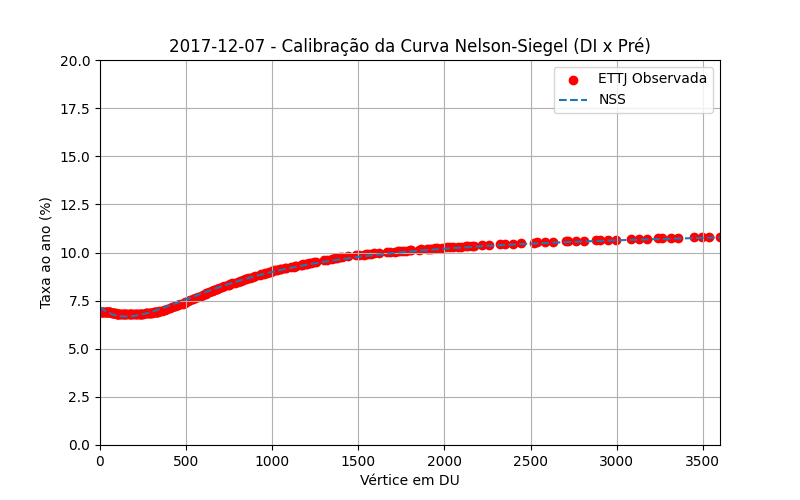 2017-12-07 - Calibração da Curva Nelson-Siegel (DI x Pré)
ETTJ Observada
NSS
Taxa ao ano (%)
20.0
17.5
15.0
12.5
10.0
7.5
5.0
2.5
0.0
0 500 1000 1500 2000 2500 3000 3500
Vértice em DU